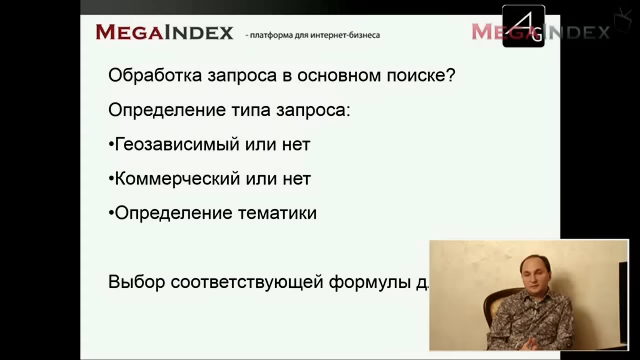 MEGAINDEX - платформа для интернет-бизнеса
AG
MEGAINDEX
Обработка запроса в основном поиске?
Определение типа запроса:
•Геозависимый или нет
•Коммерческий или нет
•Определение тематики
Выбор соответствующей формулы